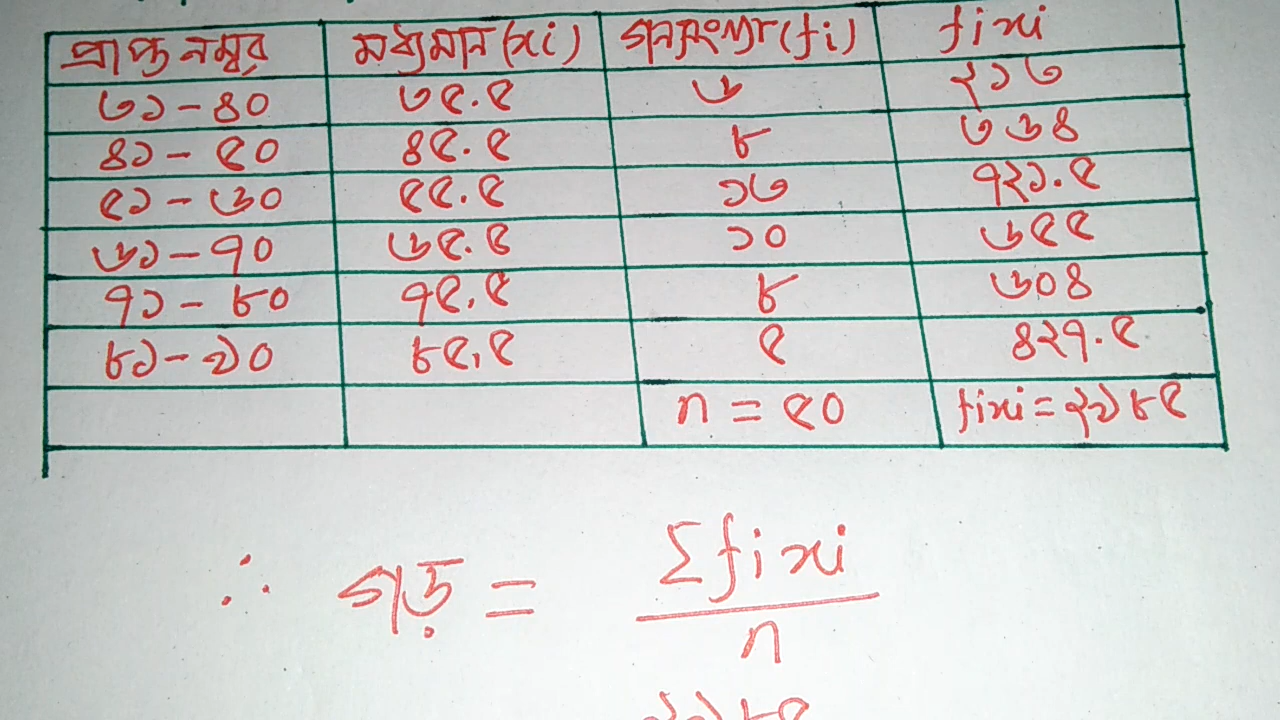 প্রাপ্ত নম্বর মধ্যমান (xi) গনসংখ্যা (fi) fixi
৩১-৪০ ৩৫.৫ ৬ ২১৩
৪১-৫০ ৪৫.৫ ৮ ৩৬৪
৫১-৬০ ৫৫.৫ ১৩ ৭২১.৫
৬১-৭০ ৬৫.৫ ১০ ৬৫৫
৭১-৮০ ৭৫.৫ ৮ ৬০৪
৮১-৯০ ৮৫.৫ ৫ ৪২৭.৫
n = ৫০ fixi = ২৯৮৫
∴ গড় = Σfixi
n
২৯৮৫